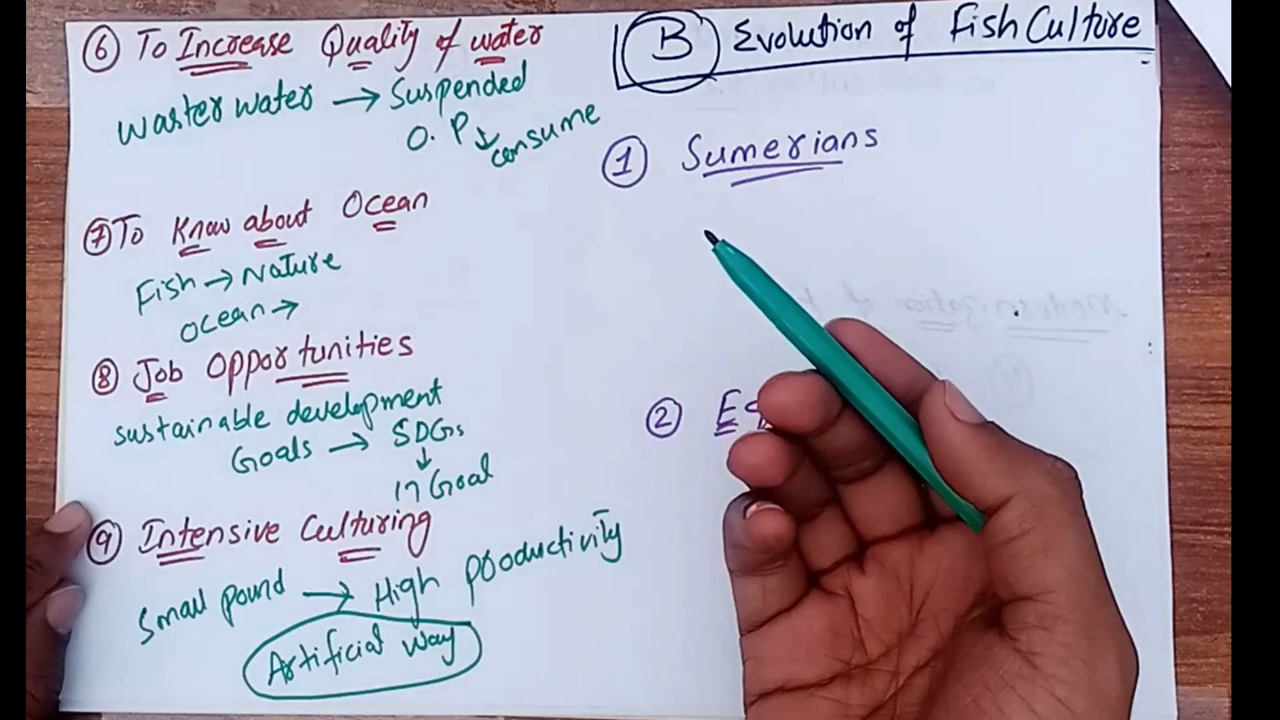 ⑥ To Increase Quality of water
waster water → Suspended
O. P ↓ consume
⑦ To Know about Ocean
Fish → Nature
Ocean →
⑧ Job Opportunities
sustainable development
Goals → SDGs
↓
17 Goal
⑨ Intensive Culturing
Small pound → High productivity
Artificial way
B Evolution of Fish Culture
① Sumerians
②